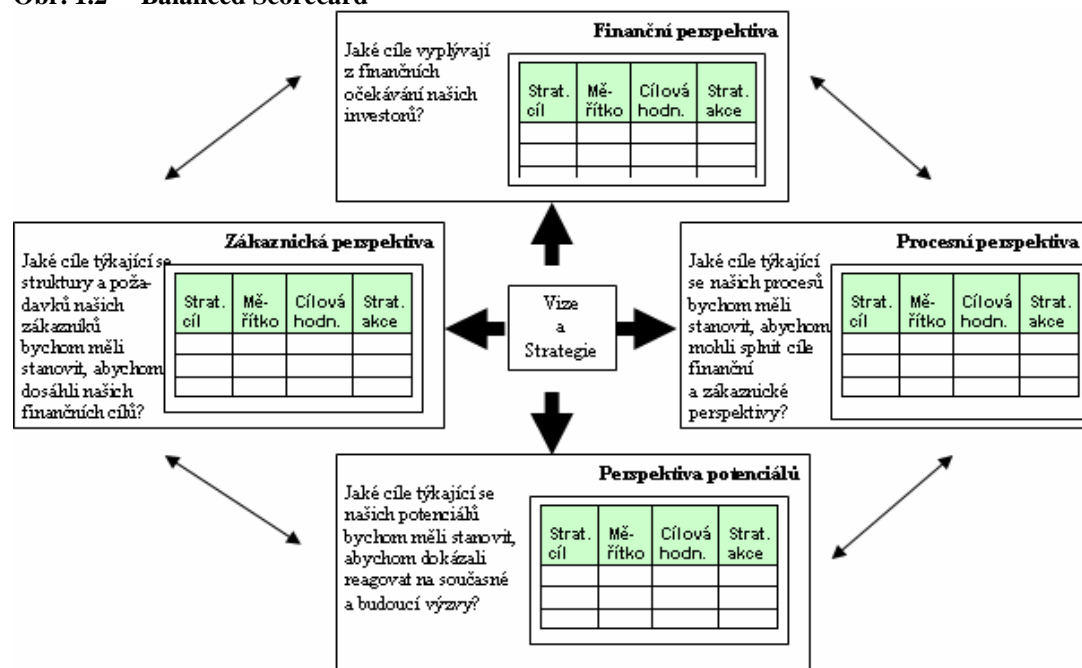 Obr. 1.2 Balanced Scorecard
Finanční perspektiva
Jaké cíle vyplývají
z finančních
očekávání našich
investorů?
Strat. cíl Mě- řítko Cílová hodn. Strat. akce
Zákaznická perspektiva
Jaké cíle týkající se
struktury a poža-
davků našich
zákazníků
bychom měli
stanovit, abychom
dosáhli našich
finančních cílů?
Strat. cíl Mě- řítko Cílová hodn. Strat. akce
Vize
a
Strategie
Procesní perspektiva
Jaké cíle týkající
se našich procesů
bychom měli
stanovit, abychom
mohli splnit cíle
finanční
a zákaznické
perspektivy?
Strat. cíl Mě- řítko Cílová hodn. Strat. akce
Perspektiva potenciálů
Jaké cíle týkající se
našich potenciálů
bychom měli stanovit,
abychom dokázali
reagovat na současné
a budoucí výzvy?
Strat. cíl Mě- řítko Cílová hodn. Strat. akce